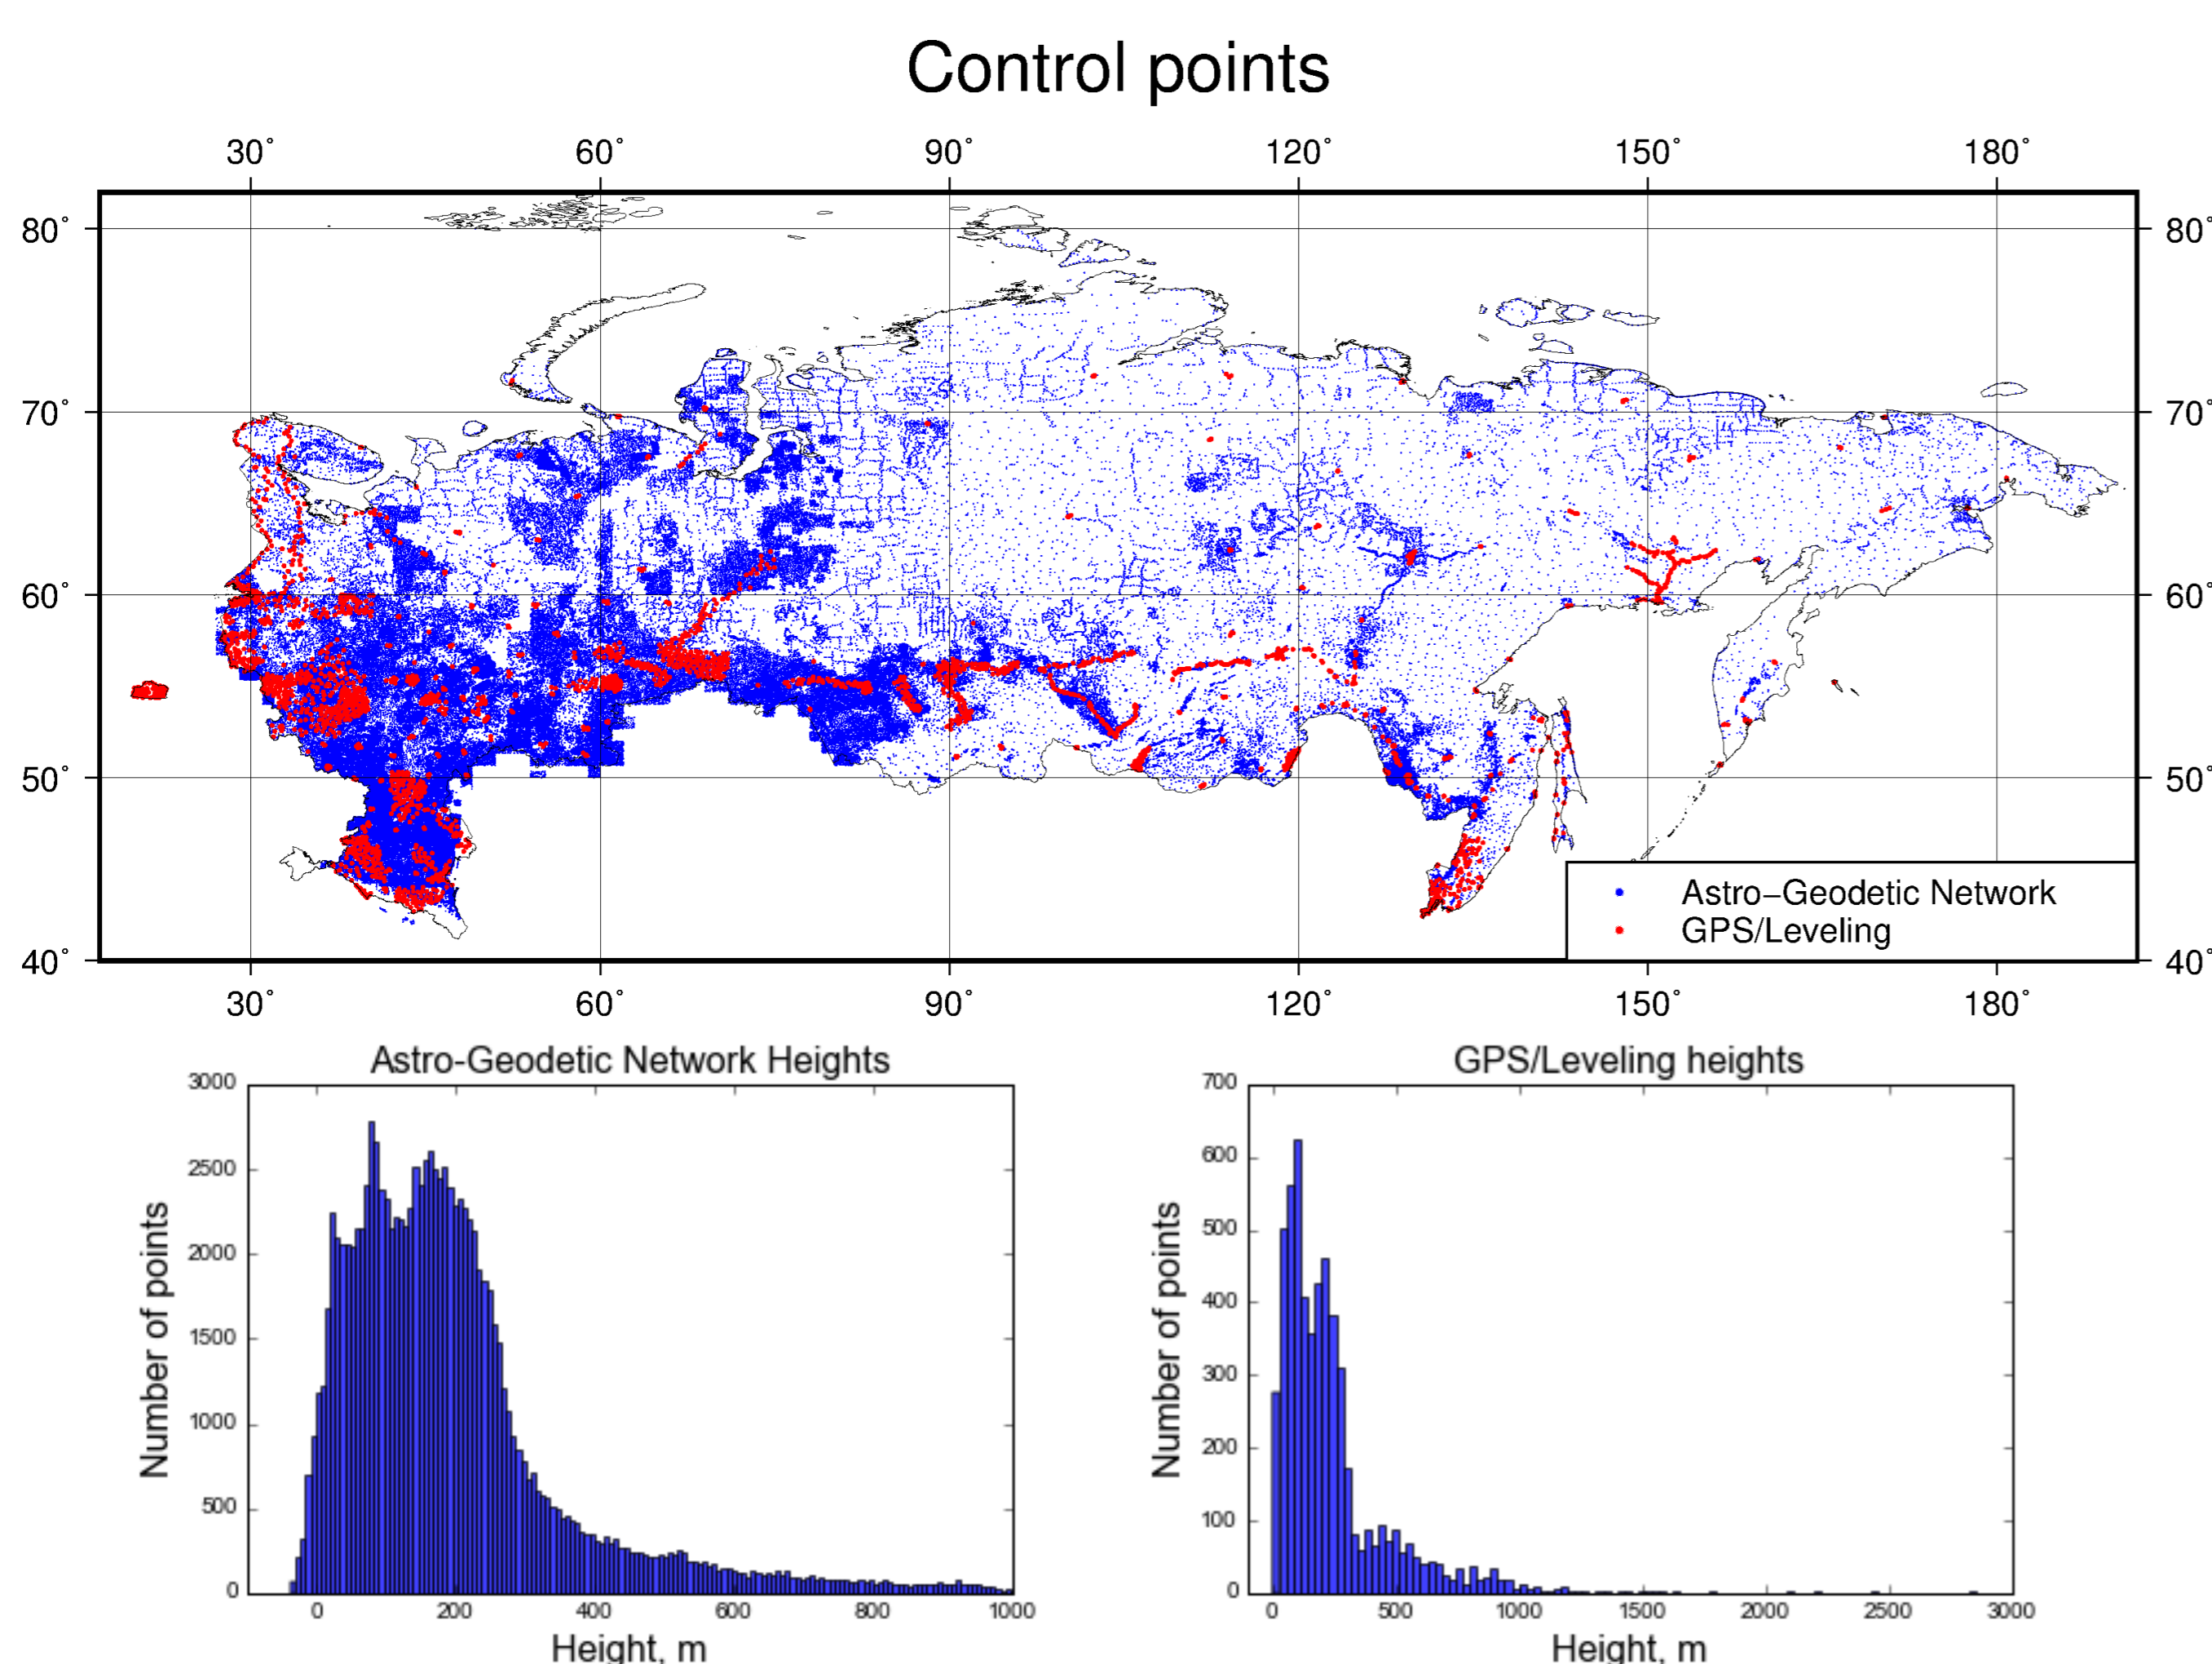 Control points
30° 60° 90° 120° 150° 180°
80° 80°
70° 70°
60° 60°
50° 50°
40° 40°
Astro−Geodetic Network
GPS/Leveling
30° 60° 90° 120° 150° 180°
Astro-Geodetic Network Heights
Number of points
3000
2500
2000
1500
1000
500
0
0 200 400 600 800 1000
Height, m
GPS/Leveling heights
Number of points
700
600
500
400
300
200
100
0
0 500 1000 1500 2000 2500 3000
Height, m